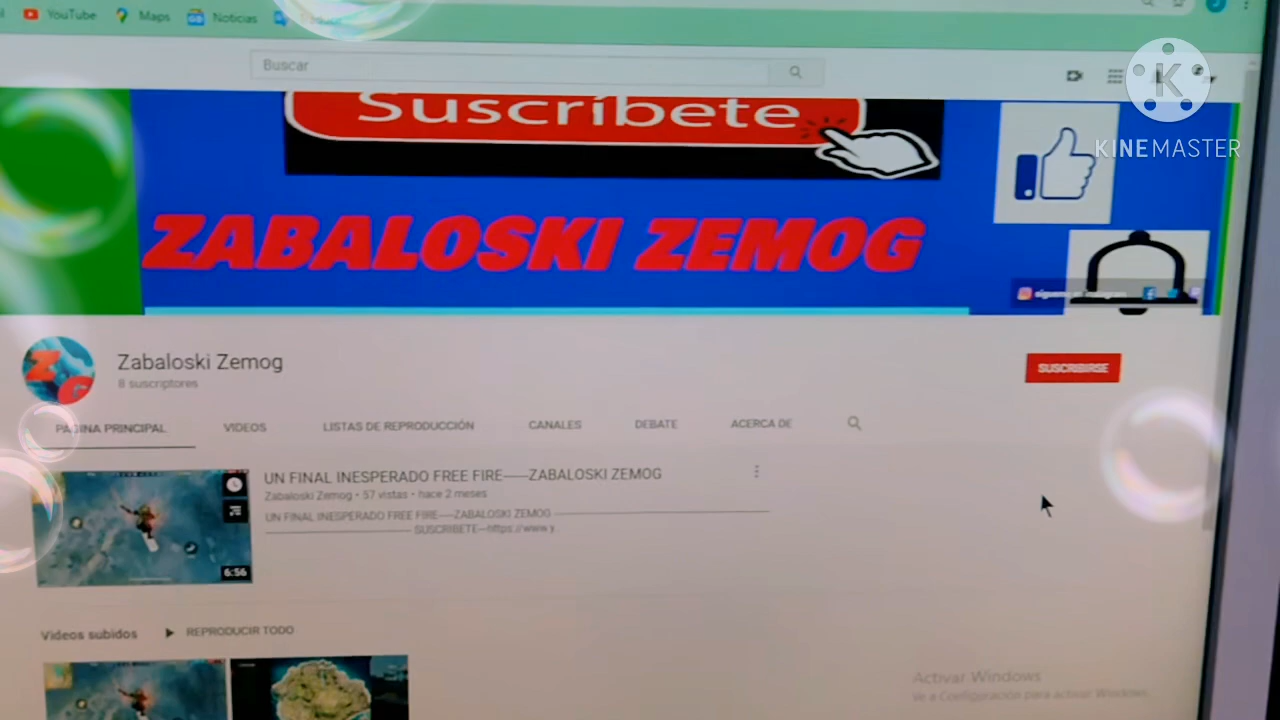 YouTube
Maps
Noticias
Buscar
K
KINEMASTER
Suscríbete
ZABALOSKI ZEMOG
Zabaloski Zemog
8 suscriptores
SUSCRIBIRSE
PÁGINA PRINCIPAL
VIDEOS
LISTAS DE REPRODUCCIÓN
CANALES
DEBATE
ACERCA DE
UN FINAL INESPERADO FREE FIRE-----ZABALOSKI ZEMOG
Zabaloski Zemog • 57 vistas • hace 2 meses
UN FINAL INESPERADO FREE FIRE----ZABALOSKI ZEMOG
SUSCRIBETE---https://www.y...
6:56
Videos subidos
REPRODUCIR TODO
Activar Windows
Ve a Configuración para activar Windows.